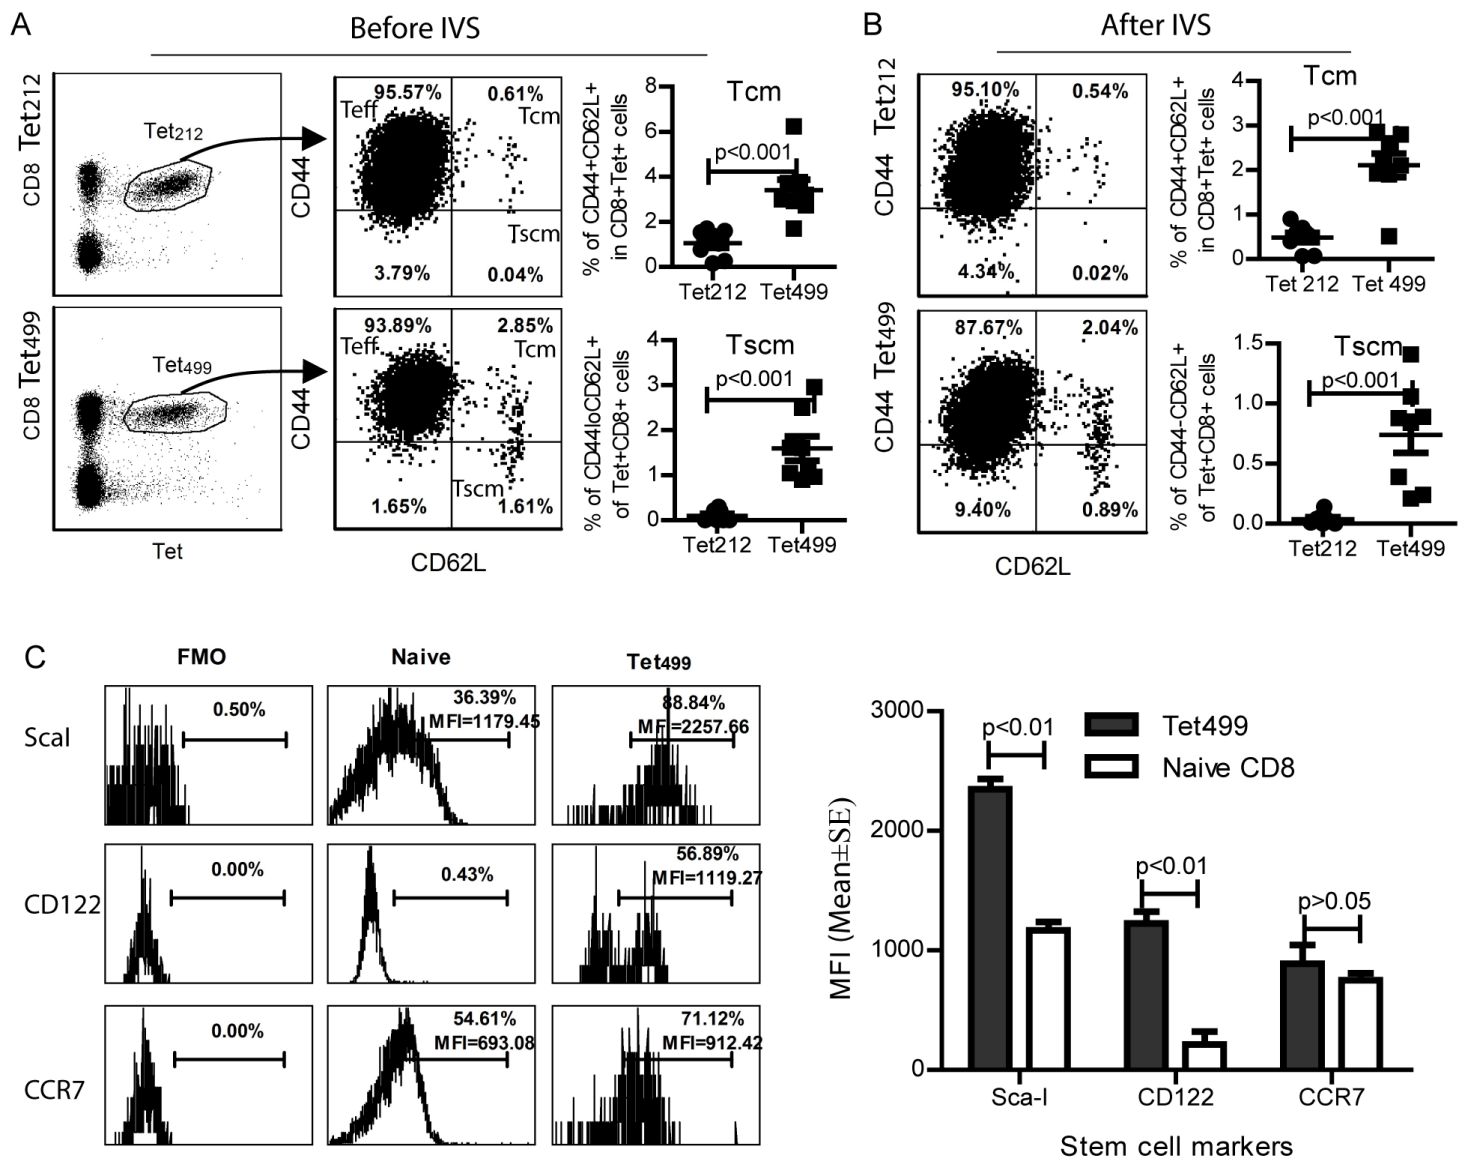 A
Before IVS
CD8 Tet212
Tet212
CD44
95.57%
0.61%
Teff
Tcm
Tscm
3.79%
0.04%
% of CD44+CD62L+
in CD8+Tet+ cells
8
6
4
2
0
Tcm
p<0.001
Tet212 Tet499
CD8 Tet499
Tet499
Tet
CD44
93.89%
2.85%
Teff
Tcm
Tscm
1.65%
1.61%
CD62L
% of CD44loCD62L+
of Tet+CD8+ cells
4
3
2
1
0
Tscm
p<0.001
Tet212 Tet499
B
After IVS
CD44 Tet212
95.10%
0.54%
4.34%
0.02%
% of CD44+CD62L+
in CD8+Tet+ cells
4
3
2
1
0
Tcm
p<0.001
Tet 212 Tet 499
CD44 Tet499
87.67%
2.04%
9.40%
0.89%
CD62L
% of CD44-CD62L+
of Tet+CD8+ cells
1.5
1.0
0.5
0.0
Tscm
p<0.001
Tet212 Tet499
C
FMO
Naive
Tet499
ScaI
0.50%
36.39%
MFI=1179.45
88.84%
MFI=2257.66
CD122
0.00%
0.43%
56.89%
MFI=1119.27
CCR7
0.00%
54.61%
MFI=693.08
71.12%
MFI=912.42
MFI (Mean±SE)
3000
2000
1000
0
p<0.01
p<0.01
p>0.05
Tet499
Naive CD8
Sca-I
CD122
CCR7
Stem cell markers